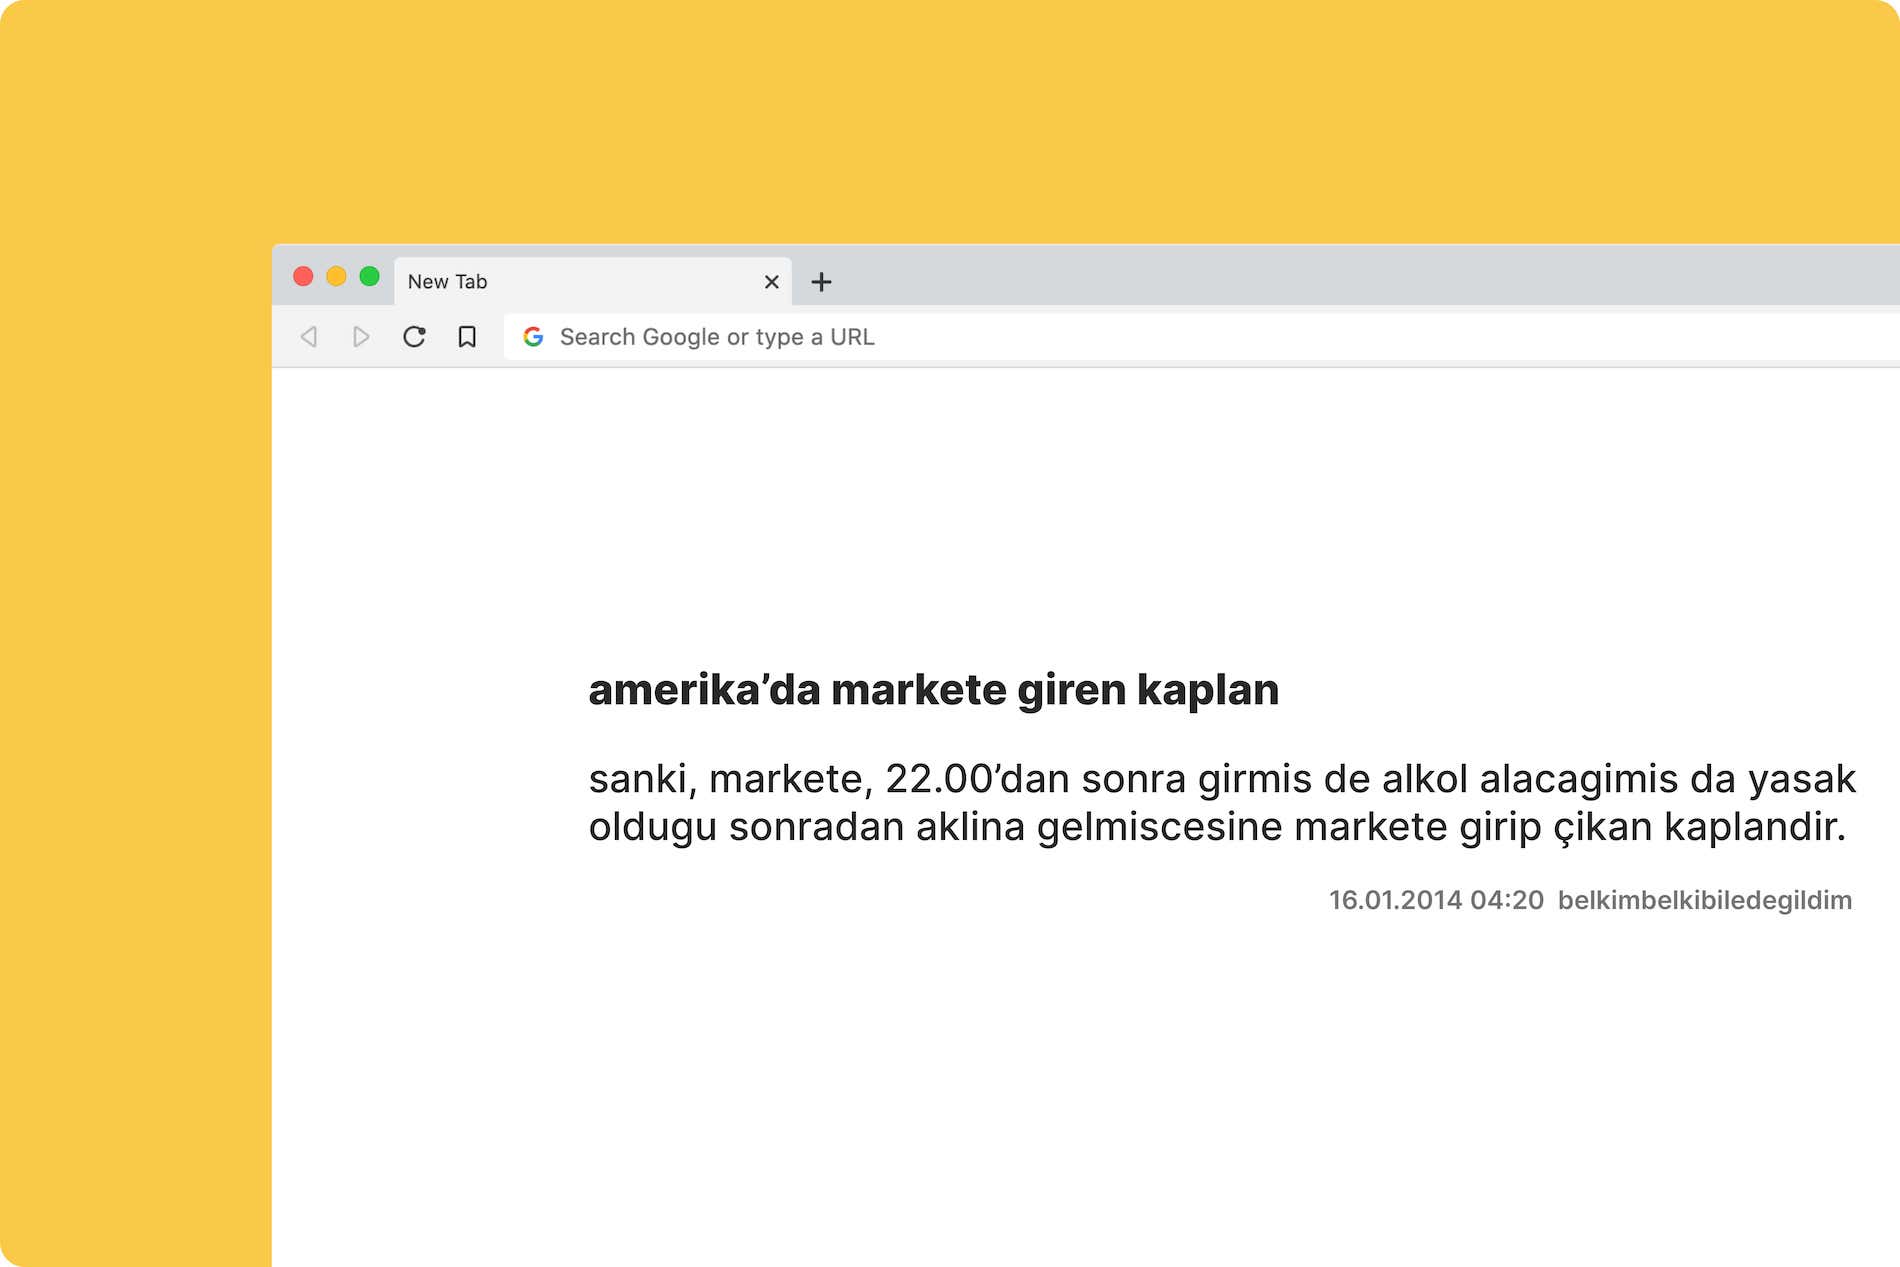 New Tab
Search Google or type a URL
amerika’da markete giren kaplan
sanki, markete, 22.00’dan sonra girmis de alkol alacagimis da yasak
oldugu sonradan aklina gelmiscesine markete girip çikan kaplandir.
16.01.2014 04:20 belkimbelkibiledegildim